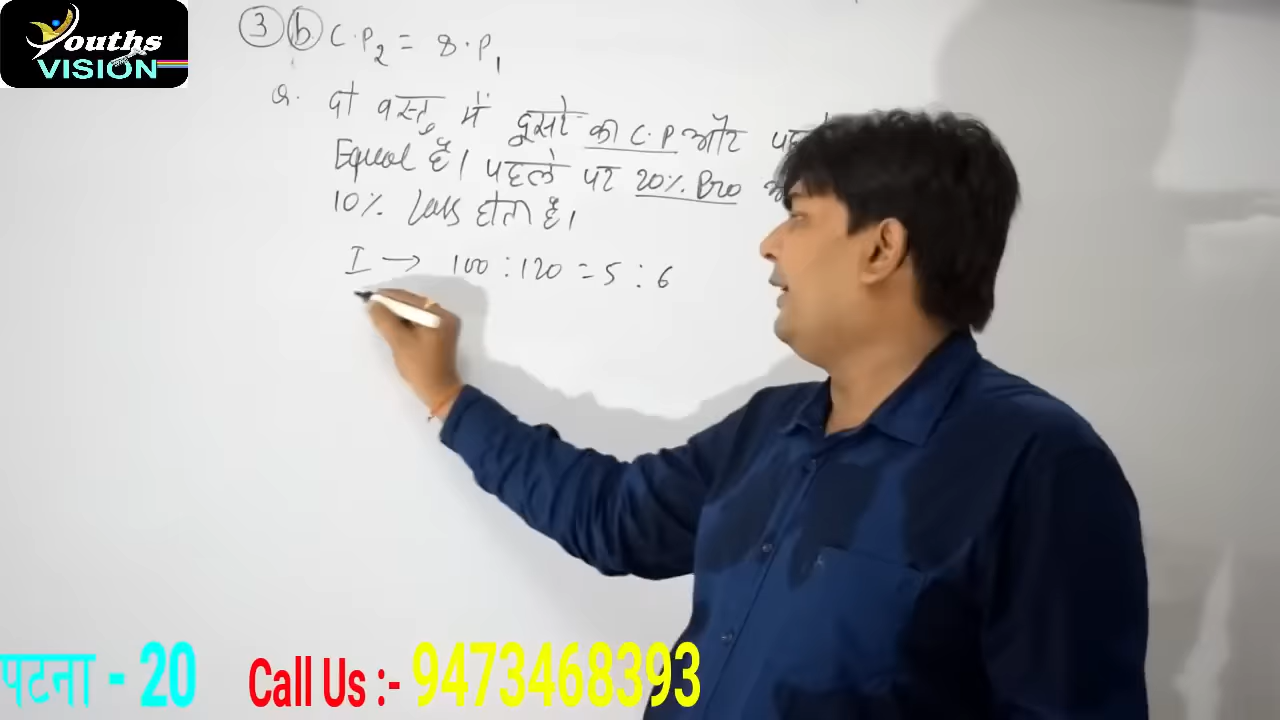 Youths
VISION
3 b C.P2 = S.P1
Q. दो वस्तु में दुसरे का C.P और
Equal है। पहले पर 20% Pro
10% Loss होता है।
I → 100 : 120 = 5 : 6
पटना - 20 Call Us :- 9473468393